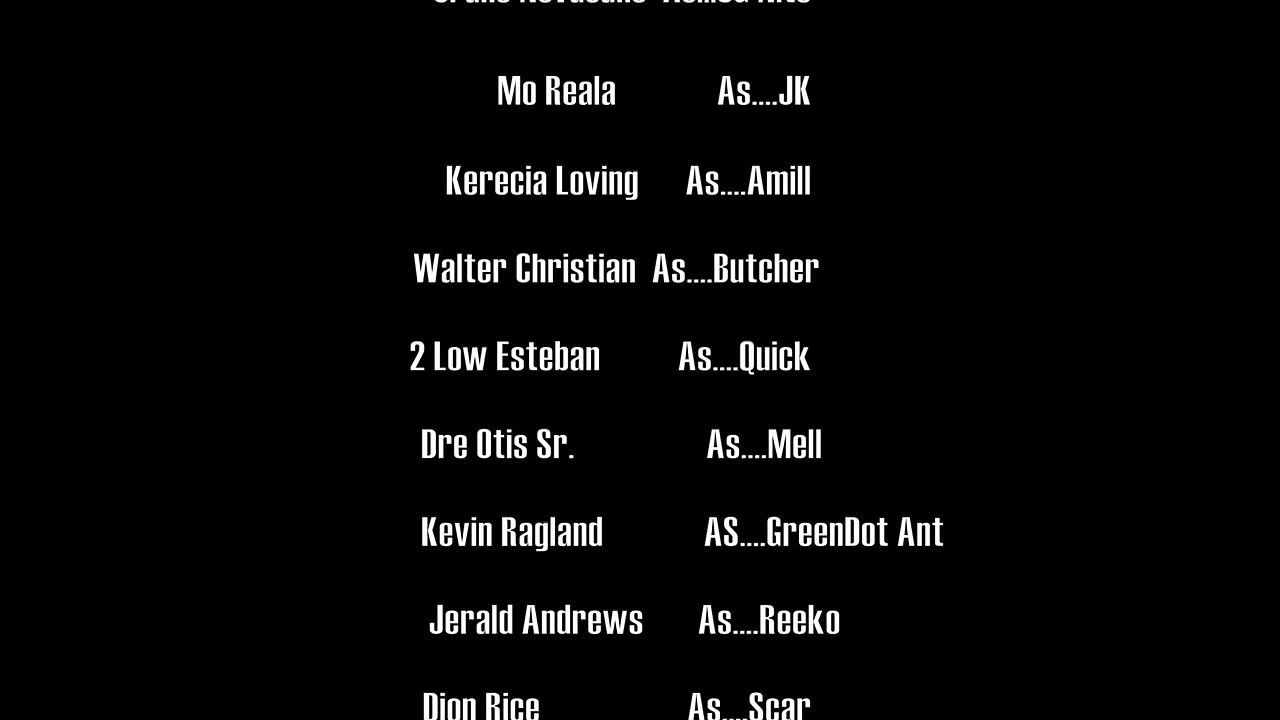 Mo Reala As....JK
Kerecia Loving As....Amill
Walter Christian As....Butcher
2 Low Esteban As....Quick
Dre Otis Sr. As....Mell
Kevin Ragland AS....GreenDot Ant
Jerald Andrews As....Reeko
Dion Rice As....Scar